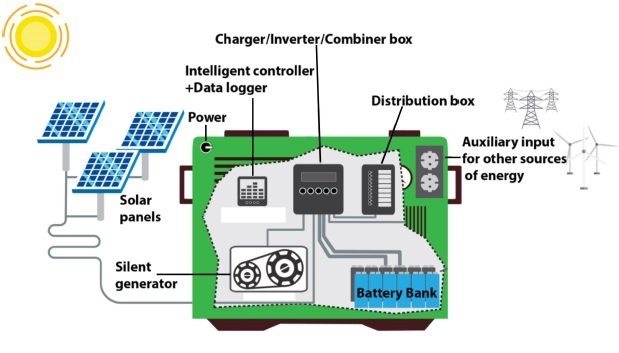 Charger/Inverter/Combiner box
Intelligent controller
+Data logger
Distribution box
Power
Auxiliary input
for other sources
of energy
Solar
panels
Silent
generator
Battery Bank